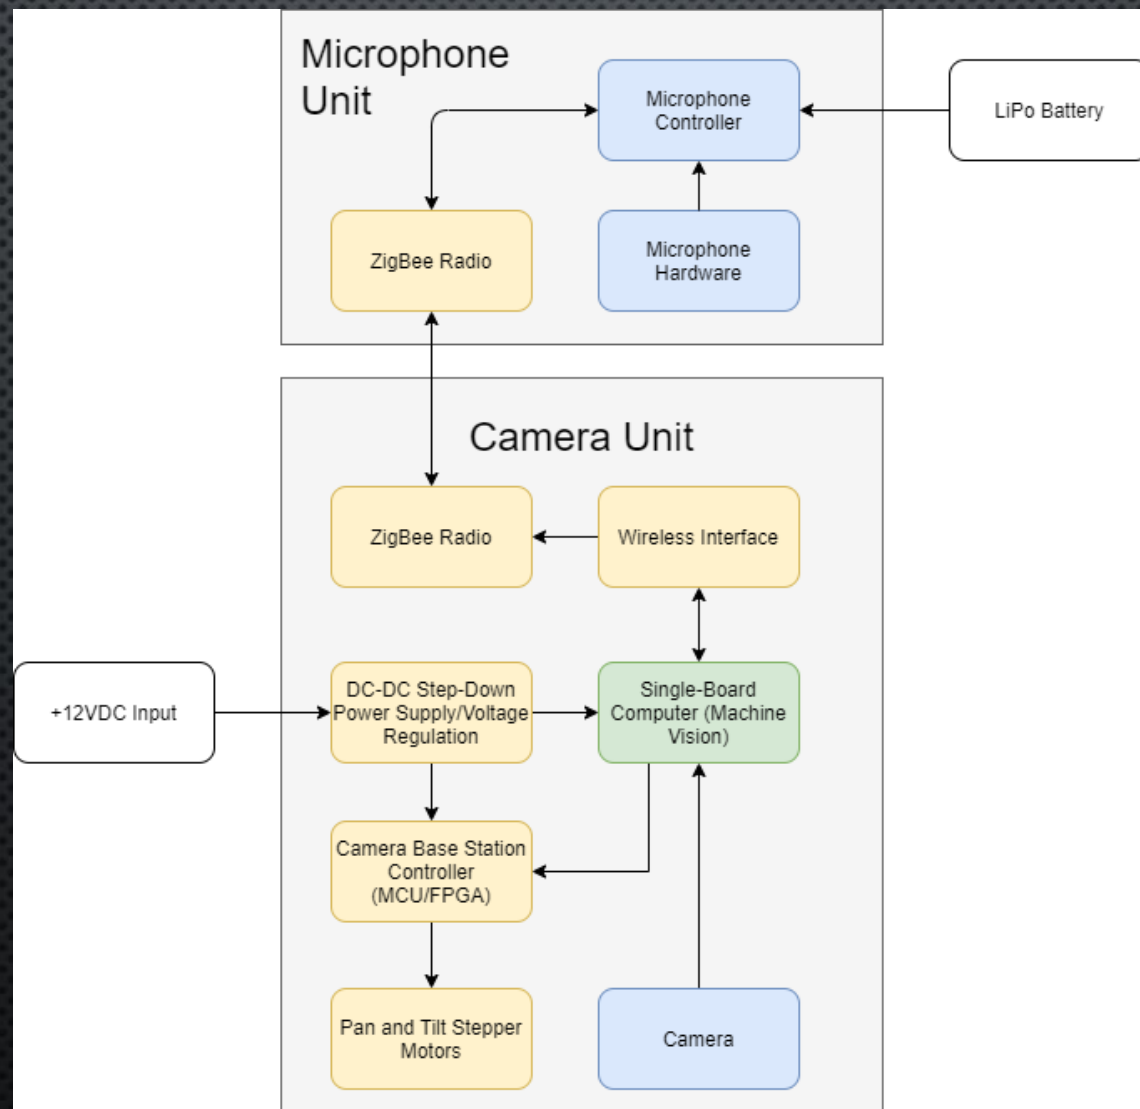 Microphone
Unit
Microphone
Controller
LiPo Battery
ZigBee Radio
Microphone
Hardware
Camera Unit
ZigBee Radio
Wireless Interface
+12VDC Input
DC-DC Step-Down
Power Supply/Voltage
Regulation
Single-Board
Computer (Machine
Vision)
Camera Base Station
Controller
(MCU/FPGA)
Pan and Tilt Stepper
Motors
Camera